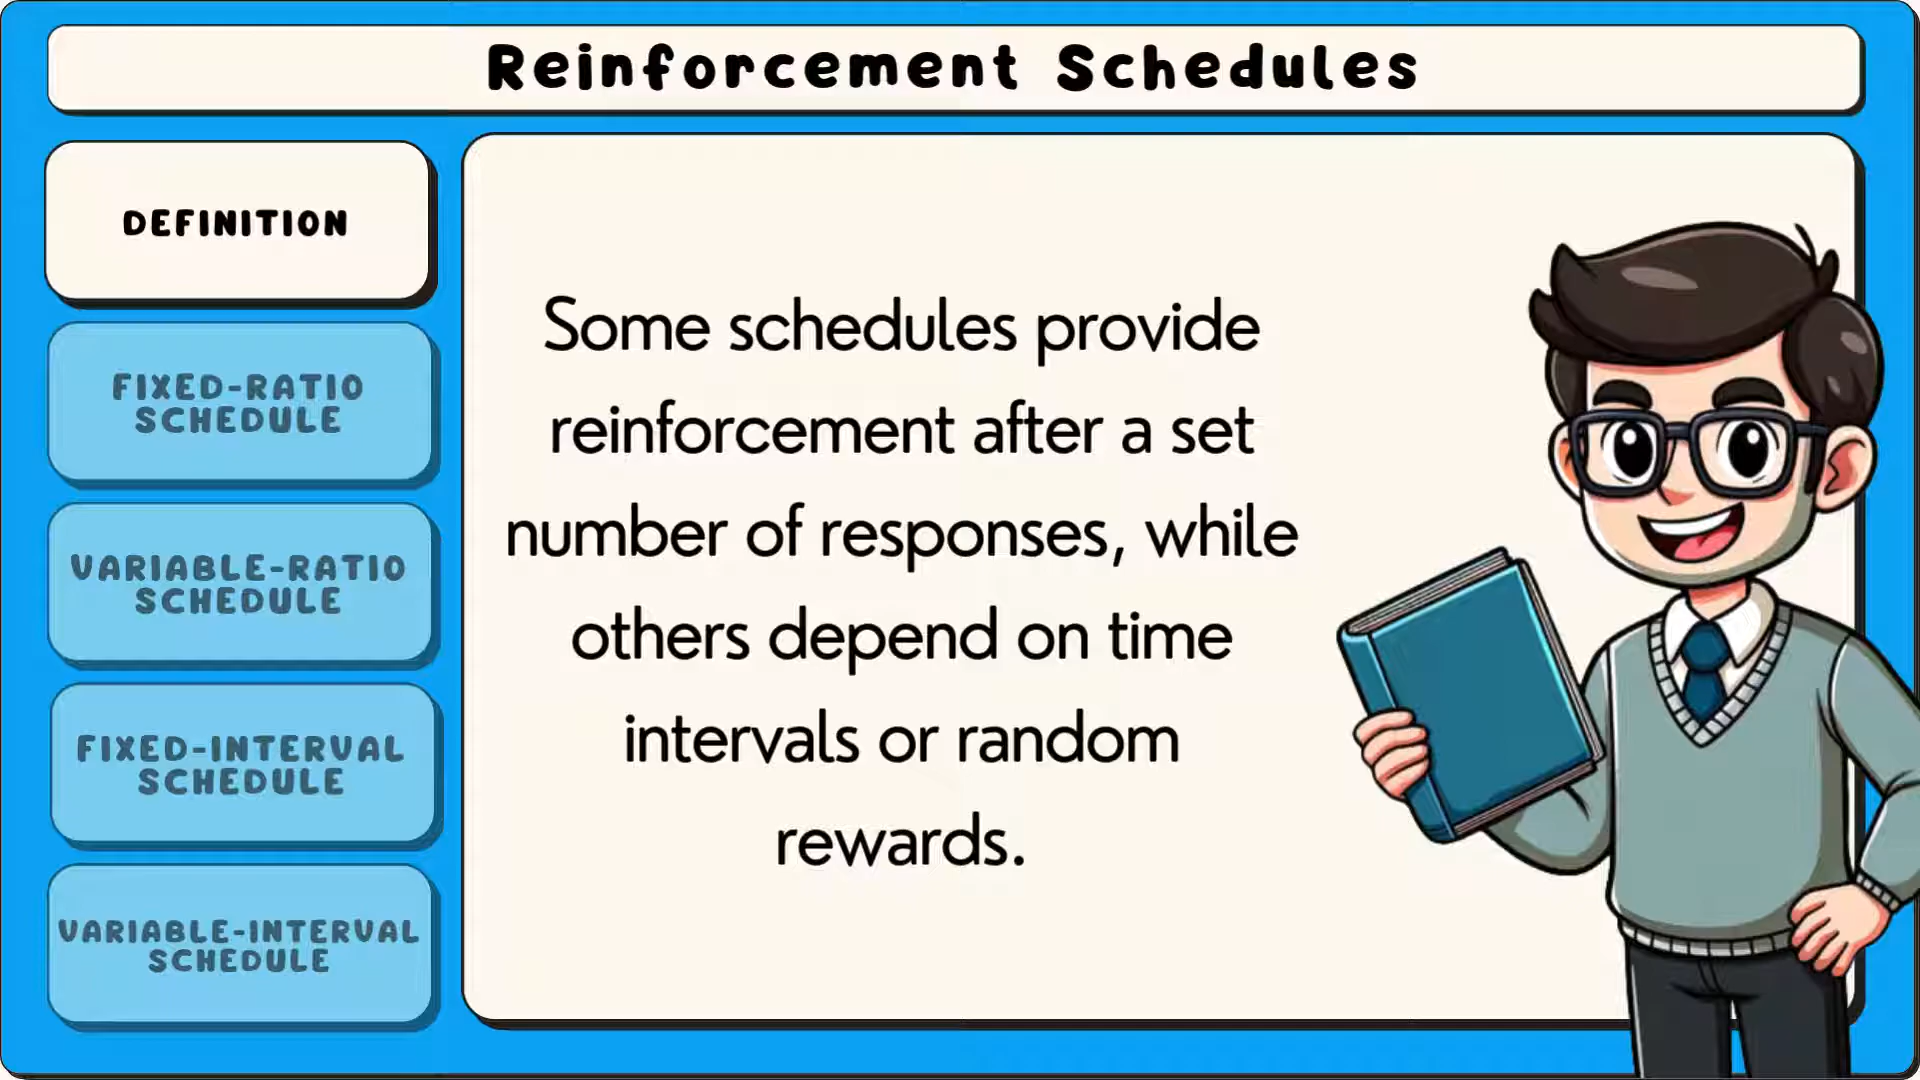 Reinforcement Schedules
DEFINITION
FIXED-RATIO
SCHEDULE
VARIABLE-RATIO
SCHEDULE
FIXED-INTERVAL
SCHEDULE
VARIABLE-INTERVAL
SCHEDULE
Some schedules provide
reinforcement after a set
number of responses, while
others depend on time
intervals or random
rewards.